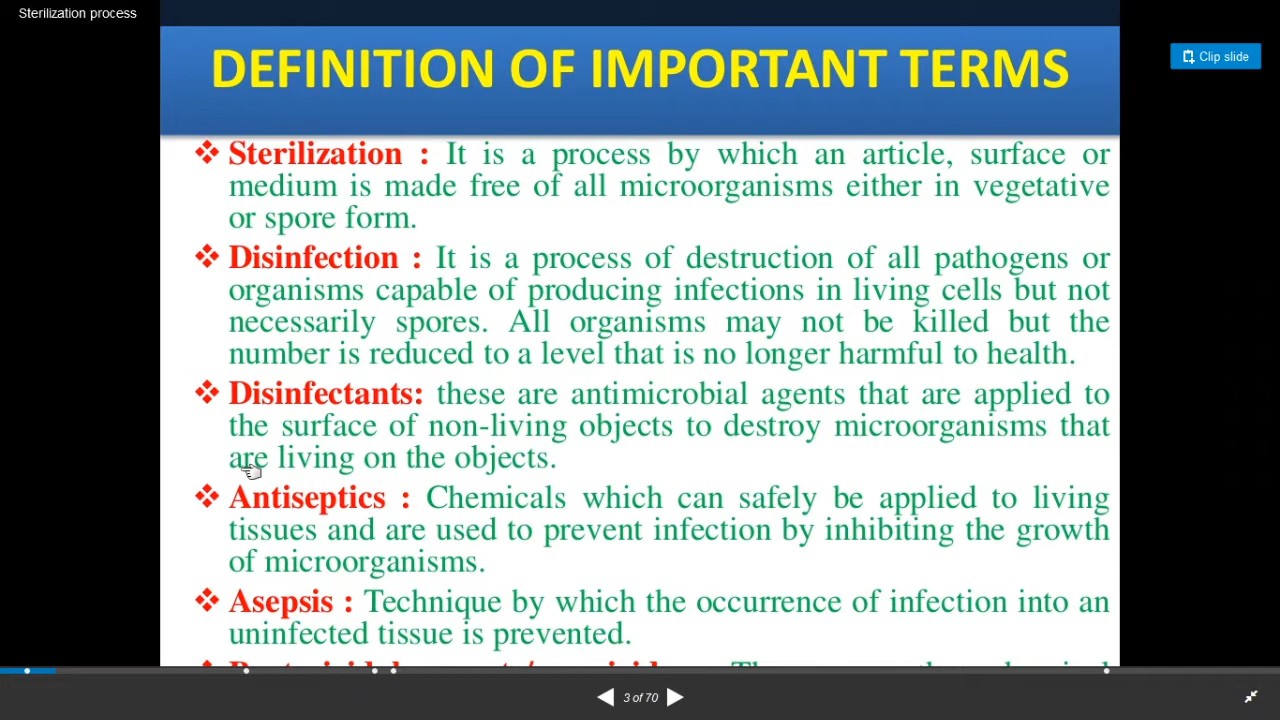 Sterilization process
Clip slide
DEFINITION OF IMPORTANT TERMS
❖ Sterilization : It is a process by which an article, surface or
medium is made free of all microorganisms either in vegetative
or spore form.
❖ Disinfection : It is a process of destruction of all pathogens or
organisms capable of producing infections in living cells but not
necessarily spores. All organisms may not be killed but the
number is reduced to a level that is no longer harmful to health.
❖ Disinfectants: these are antimicrobial agents that are applied to
the surface of non-living objects to destroy microorganisms that
are living on the objects.
❖ Antiseptics : Chemicals which can safely be applied to living
tissues and are used to prevent infection by inhibiting the growth
of microorganisms.
❖ Asepsis : Technique by which the occurrence of infection into an
uninfected tissue is prevented.
3 of 70